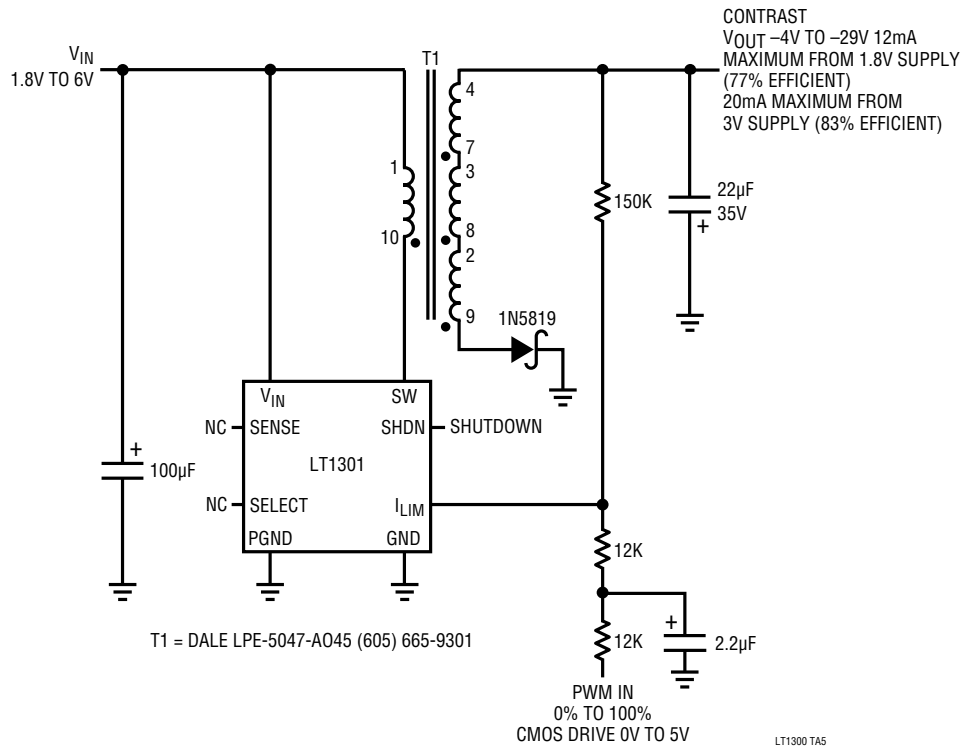 CONTRAST
VOUT –4V TO –29V 12mA
MAXIMUM FROM 1.8V SUPPLY
(77% EFFICIENT)
20mA MAXIMUM FROM
3V SUPPLY (83% EFFICIENT)
VIN
1.8V TO 6V
T1
4
7
1
3
10
8
2
9
150K
22µF
35V
+
1N5819
VIN
SW
NC
SENSE
SHDN
SHUTDOWN
LT1301
+
100µF
NC
SELECT
ILIM
PGND
GND
12K
+
12K
2.2µF
T1 = DALE LPE-5047-AO45 (605) 665-9301
PWM IN
0% TO 100%
CMOS DRIVE 0V TO 5V
LT1300 TA5